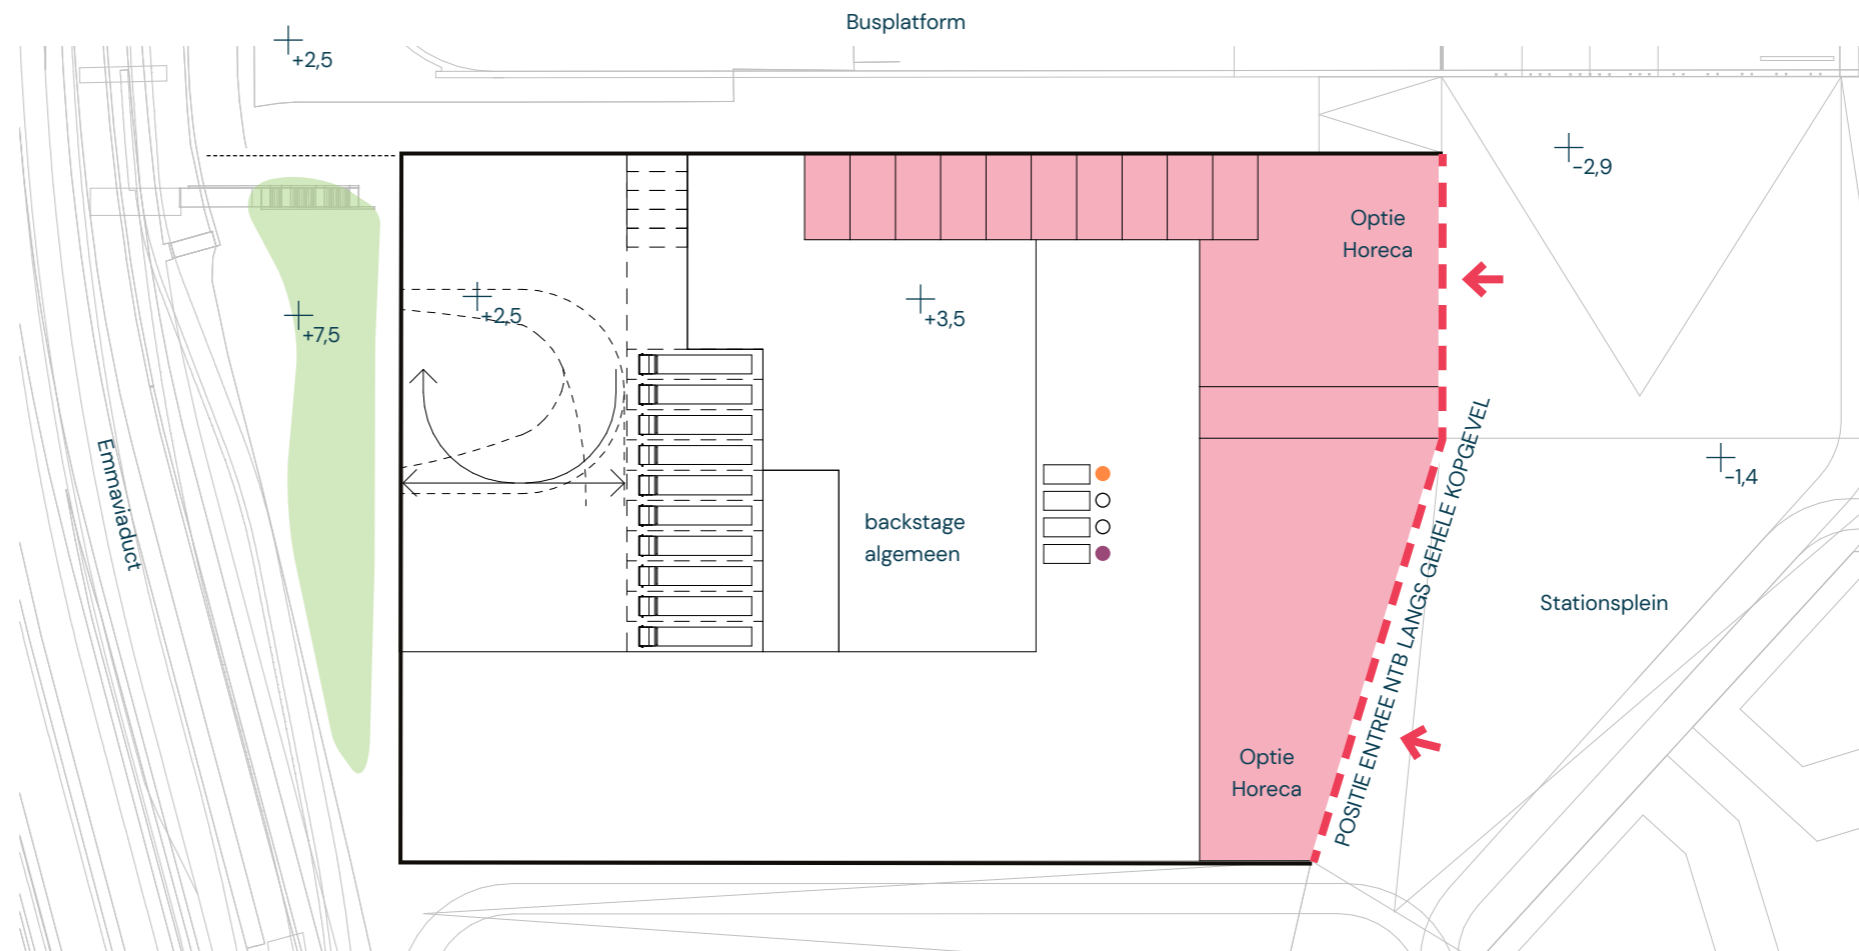 Busplatform
+2,5
-2,9
Optie
Horeca
+2,5
+7,5
+3,5
Emmaviaduct
-1,4
backstage
algemeen
POSITIE ENTREE NTB LANGS GEHELE KOPGEVEL
Stationsplein
Optie
Horeca